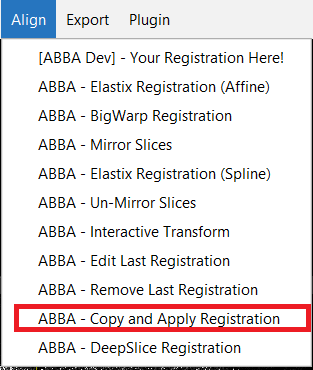 Align Export Plugin
[ABBA Dev] - Your Registration Here!
ABBA - Elastix Registration (Affine)
ABBA - BigWarp Registration
ABBA - Mirror Slices
ABBA - Elastix Registration (Spline)
ABBA - Un-Mirror Slices
ABBA - Interactive Transform
ABBA - Edit Last Registration
ABBA - Remove Last Registration
ABBA - Copy and Apply Registration
ABBA - DeepSlice Registration